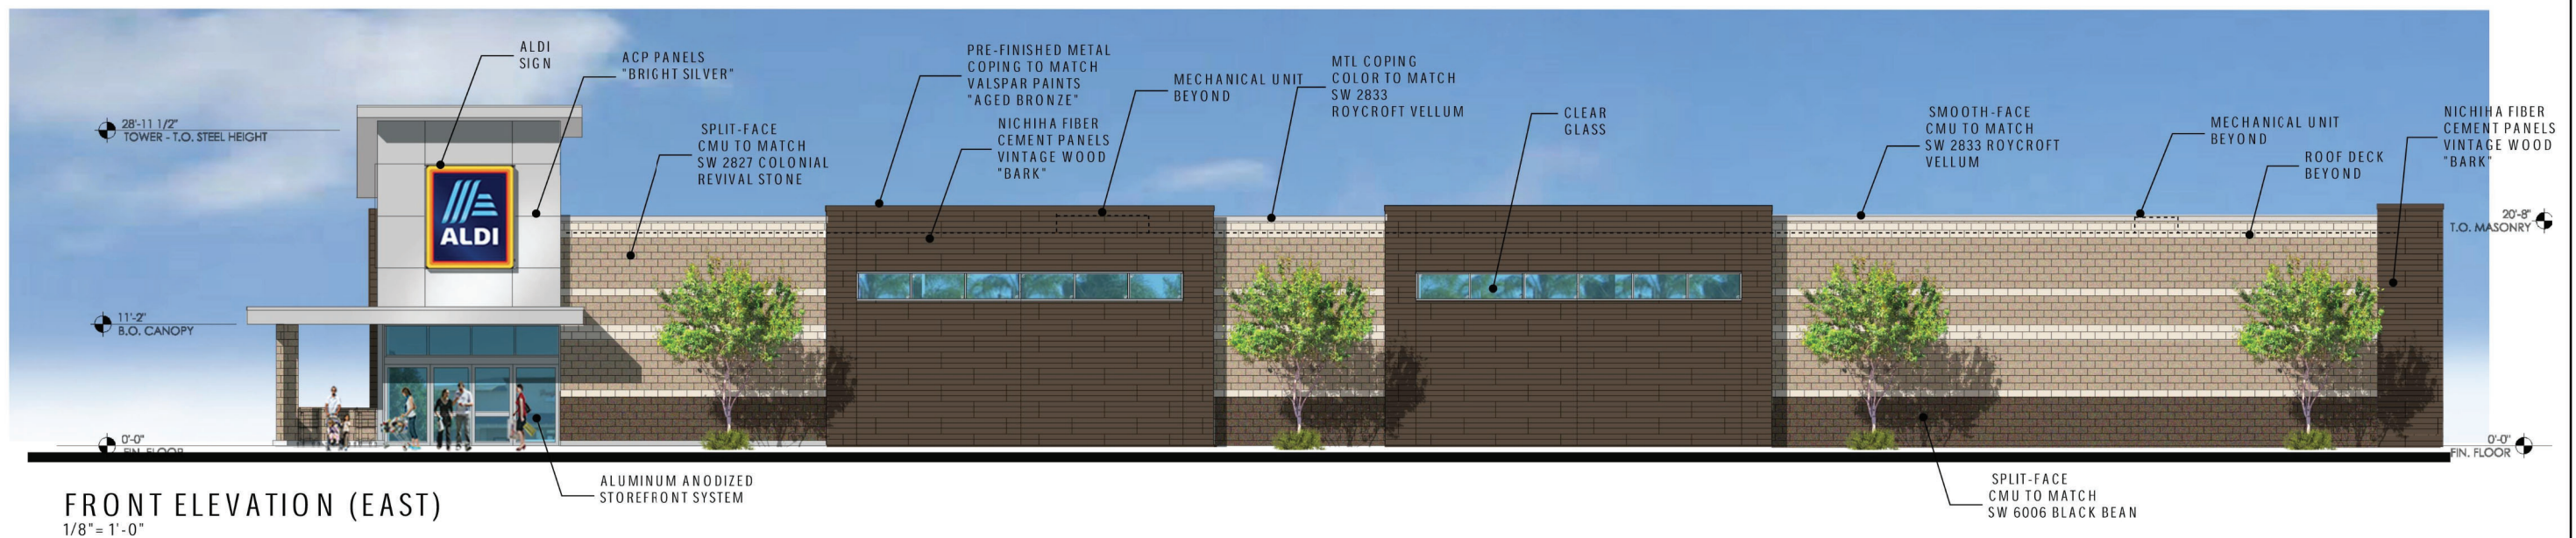 ALDI
SIGN
ACP PANELS
"BRIGHT SILVER"
PRE-FINISHED METAL
COPING TO MATCH
VALSPAR PAINTS
"AGED BRONZE"
MECHANICAL UNIT
BEYOND
MTL COPING
COLOR TO MATCH
SW 2833
ROYCROFT VELLUM
CLEAR
GLASS
SMOOTH-FACE
CMU TO MATCH
SW 2833 ROYCROFT
VELLUM
MECHANICAL UNIT
BEYOND
ROOF DECK
BEYOND
NICHIHA FIBER
CEMENT PANELS
VINTAGE WOOD
"BARK"
28'-11 1/2"
TOWER - T.O. STEEL HEIGHT
SPLIT-FACE
CMU TO MATCH
SW 2827 COLONIAL
REVIVAL STONE
NICHIHA FIBER
CEMENT PANELS
VINTAGE WOOD
"BARK"
ALDI
20'-8"
T.O. MASONRY
11'-2"
B.O. CANOPY
0'-0"
FIN. FLOOR
0'-0"
FIN. FLOOR
ALUMINUM ANODIZED
STOREFRONT SYSTEM
SPLIT-FACE
CMU TO MATCH
SW 6006 BLACK BEAN
FRONT ELEVATION (EAST)
1/8"= 1'-0"